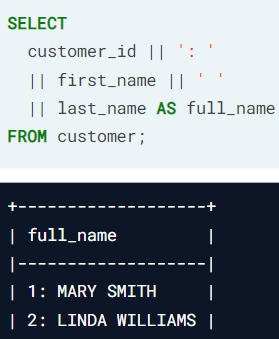 SELECT
customer_id || ': '
|| first_name || ' '
|| last_name AS full_name
FROM customer;
+-------------------+
| full_name         |
|-------------------|
| 1: MARY SMITH     |
| 2: LINDA WILLIAMS |